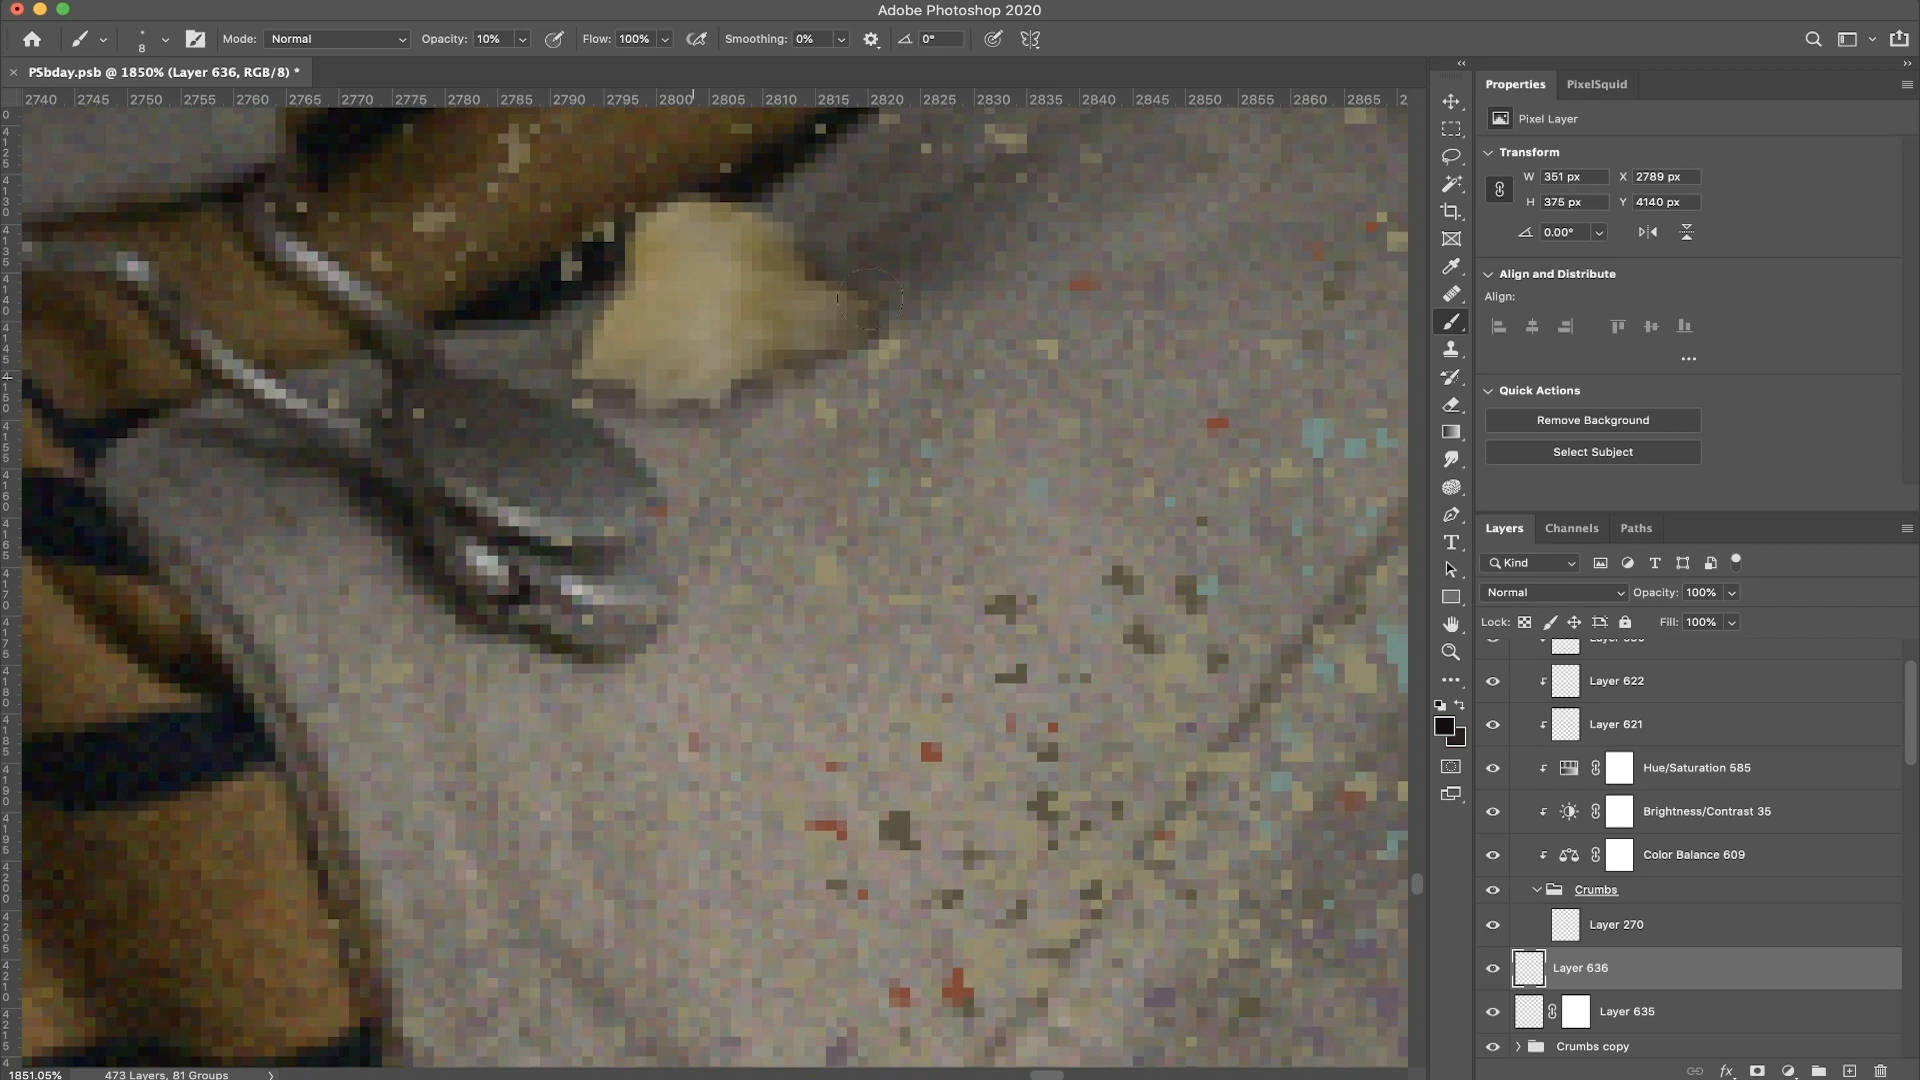 Adobe Photoshop 2020
8
Mode: Normal
Opacity: 10%
Flow: 100%
Smoothing: 0%
0°
PSbday.psb @ 1850% (Layer 636, RGB/8) *
2740 2745 2750 2755 2760 2765 2770 2775 2780 2785 2790 2795 2800 2805 2810 2815 2820 2825 2830 2835 2840 2845 2850 2855 2860 2865 2
Properties PixelSquid
Pixel Layer
Transform
W 351 px X 2789 px
H 375 px Y 4140 px
0.00°
Align and Distribute
Align:
Quick Actions
Remove Background
Select Subject
Layers Channels Paths
Kind
Normal Opacity: 100%
Lock: Fill: 100%
Layer 622
Layer 621
Hue/Saturation 585
Brightness/Contrast 35
Color Balance 609
Crumbs
Layer 270
Layer 636
Layer 635
Crumbs copy
1851.05% 473 Layers, 81 Groups